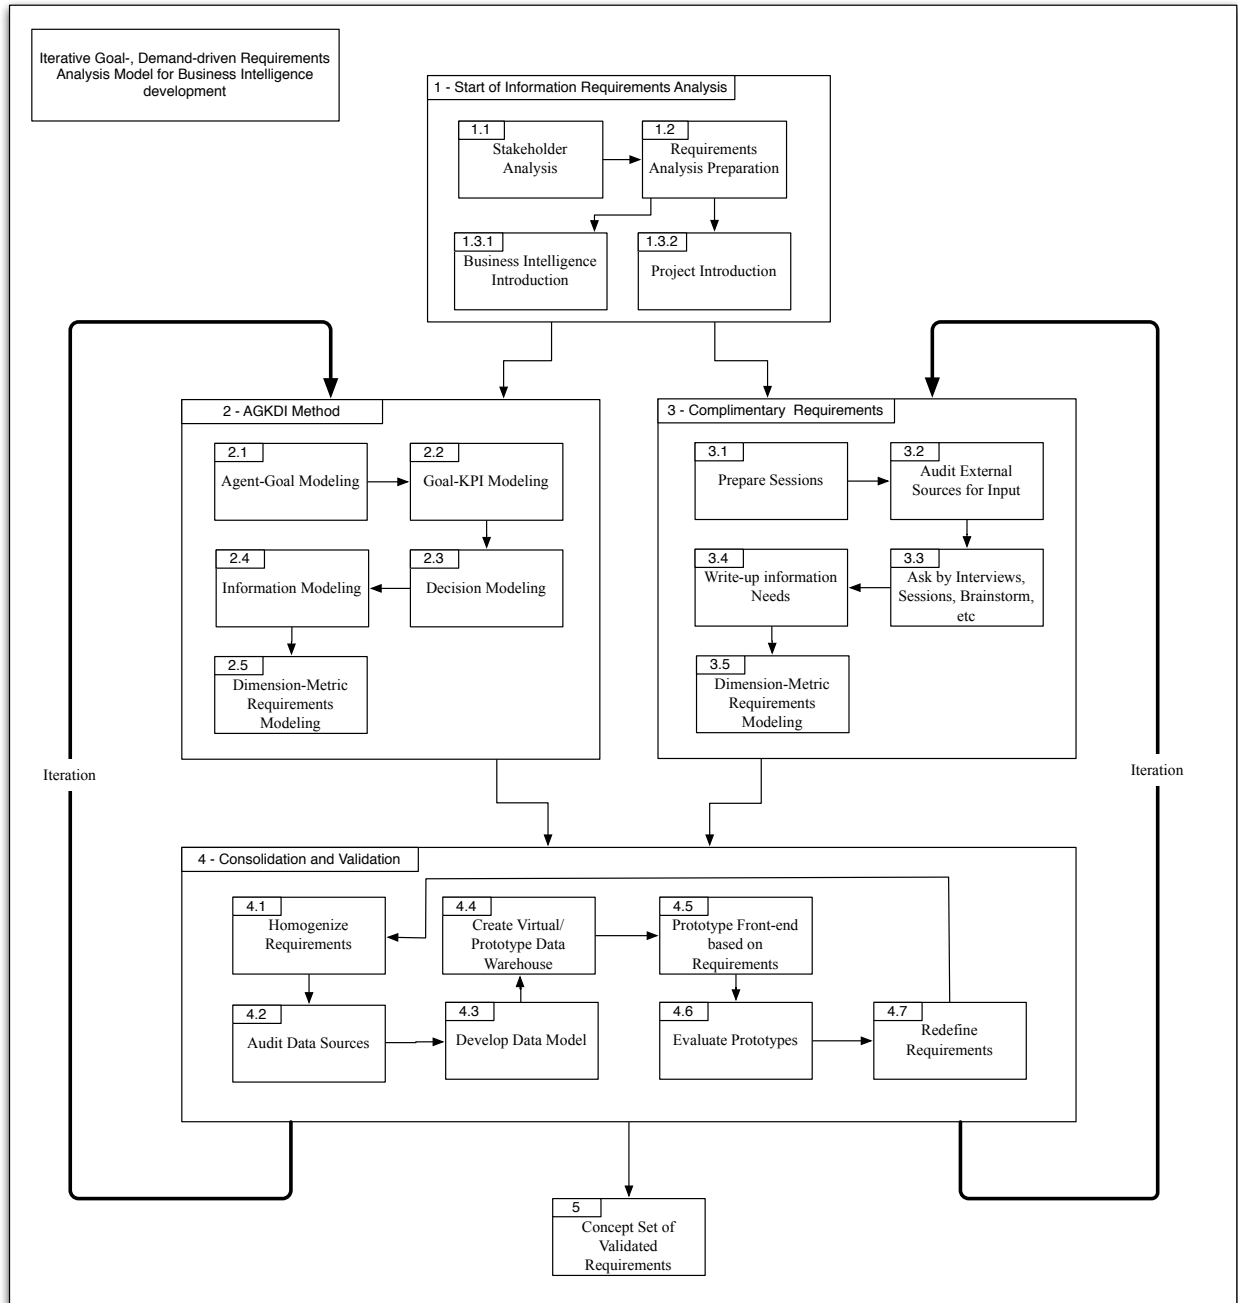 Iterative Goal-, Demand-driven Requirements
Analysis Model for Business Intelligence
development
1 - Start of Information Requirements Analysis
1.1
Stakeholder
Analysis
1.2
Requirements
Analysis Preparation
1.3.1
Business Intelligence
Introduction
1.3.2
Project Introduction
2 - AGKDI Method
2.1
Agent-Goal Modeling
2.2
Goal-KPI Modeling
2.4
Information Modeling
2.3
Decision Modeling
2.5
Dimension-Metric
Requirements
Modeling
3 - Complimentary Requirements
3.1
Prepare Sessions
3.2
Audit External
Sources for Input
3.4
Write-up information
Needs
3.3
Ask by Interviews,
Sessions, Brainstorm,
etc
3.5
Dimension-Metric
Requirements
Modeling
Iteration
Iteration
4 - Consolidation and Validation
4.1
Homogenize
Requirements
4.4
Create Virtual/
Prototype Data
Warehouse
4.5
Prototype Front-end
based on
Requirements
4.2
Audit Data Sources
4.3
Develop Data Model
4.6
Evaluate Prototypes
4.7
Redefine
Requirements
5
Concept Set of
Validated
Requirements